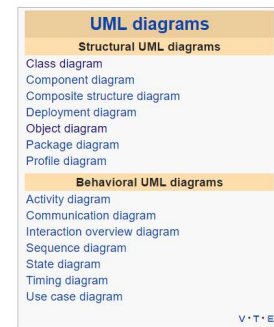 UML diagrams
Structural UML diagrams
Class diagram
Component diagram
Composite structure diagram
Deployment diagram
Object diagram
Package diagram
Profile diagram
Behavioral UML diagrams
Activity diagram
Communication diagram
Interaction overview diagram
Sequence diagram
State diagram
Timing diagram
Use case diagram
V·T·E